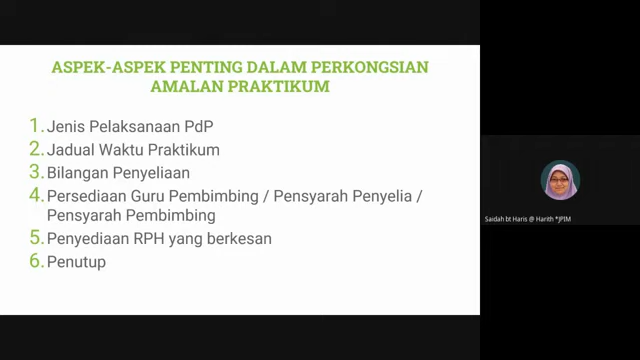 ASPEK-ASPEK PENTING DALAM PERKONGSIAN
AMALAN PRAKTIKUM
1. Jenis Pelaksanaan PdP
2. Jadual Waktu Praktikum
3. Bilangan Penyeliaan
4. Persediaan Guru Pembimbing / Pensyarah Penyelia /
Pensyarah Pembimbing
5. Penyediaan RPH yang berkesan
6. Penutup
Saidah bt Haris @ Harith *JPIM